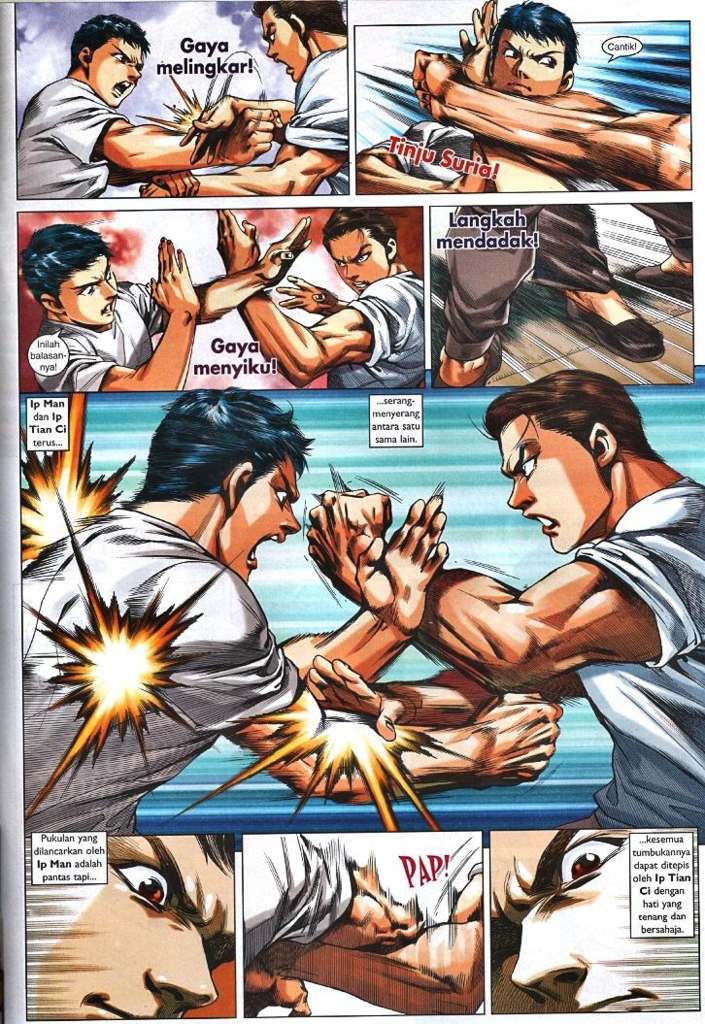 Gaya
melingkar!
Cantik!
Tinju Suria!
Inilah
balasan-
nya!
Gaya
menyiku!
Langkah
mendadak!
Ip Man
dan Ip
Tian Ci
terus...
...serang-
menyerang
antara satu
sama lain.
Pukulan yang
dilancarkan oleh
Ip Man adalah
pantas tapi...
PAP!
...kesemua
tumbukannya
dapat ditepis
oleh Ip Tian
Ci dengan
hati yang
tenang dan
bersahaja.